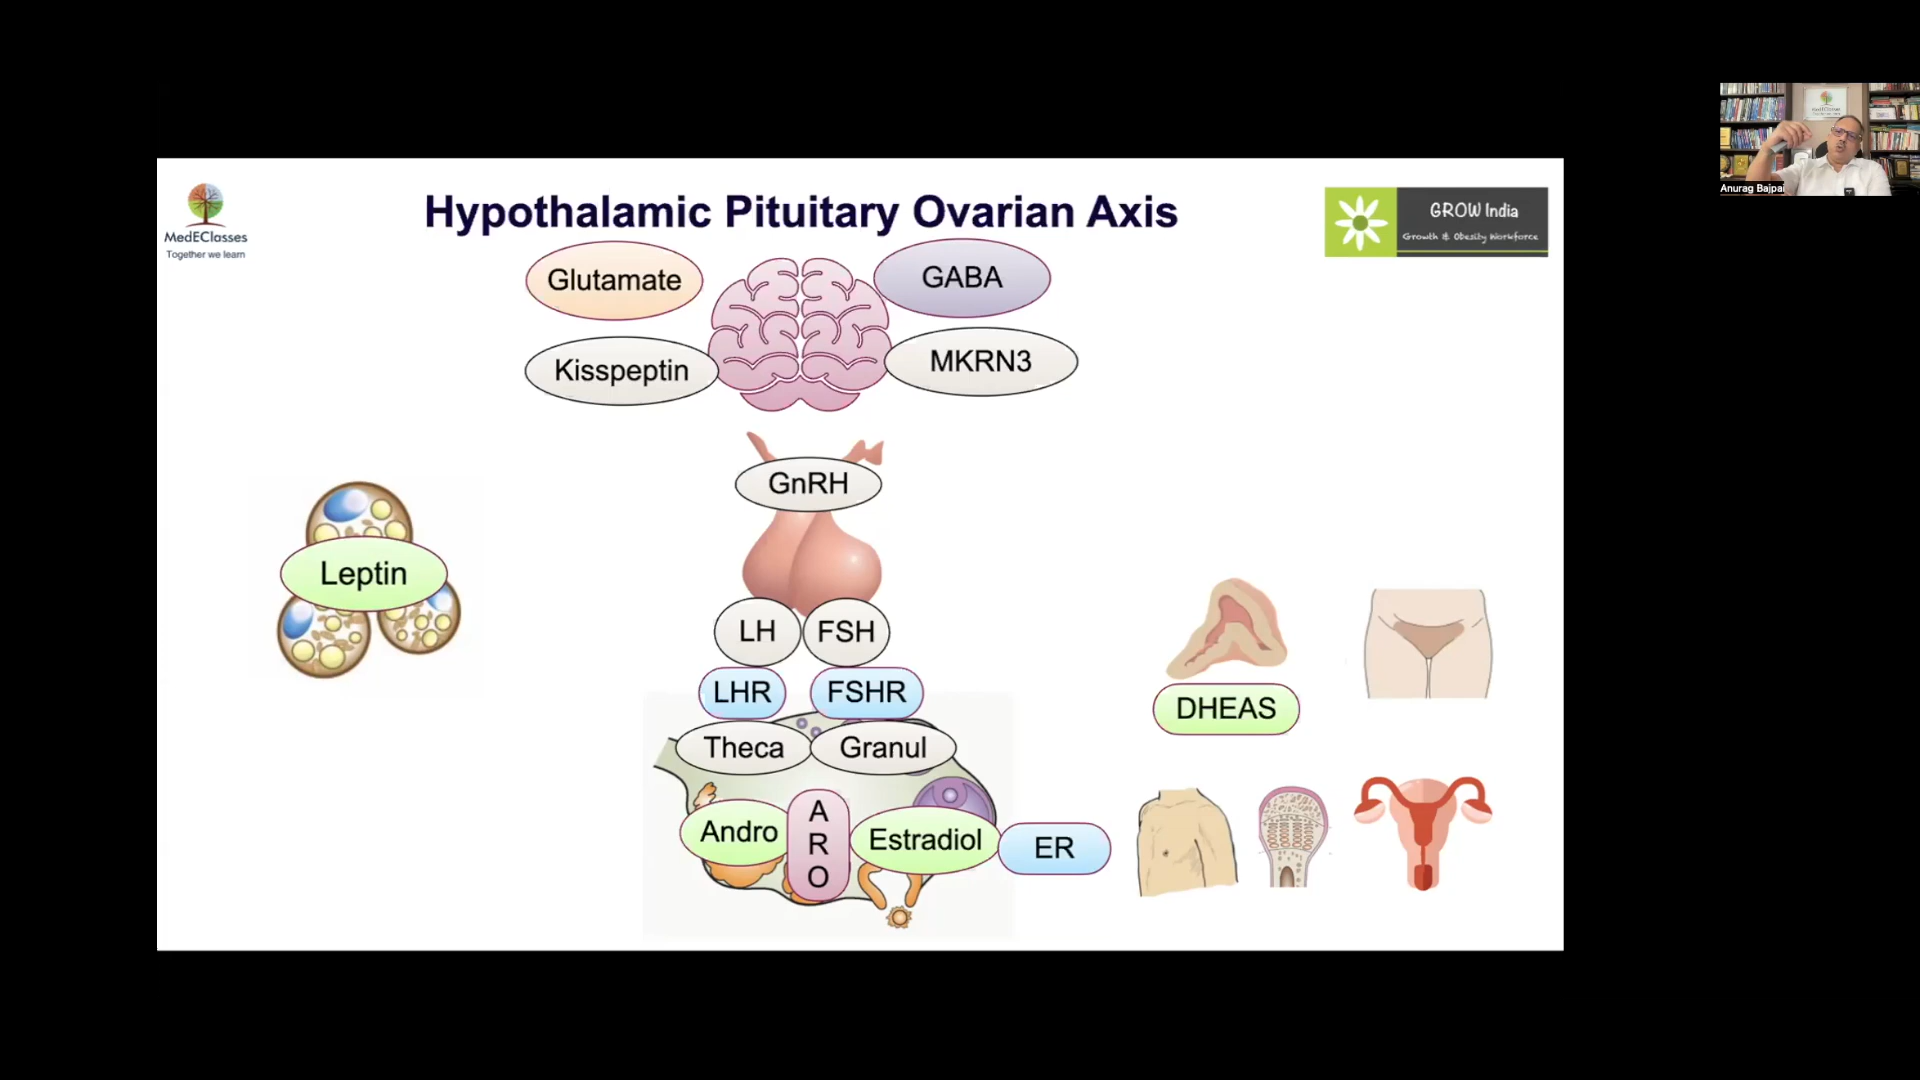 Hypothalamic Pituitary Ovarian Axis
MedEClasses
Together we learn
GROW India
Growth & Obesity Workforce
Glutamate
GABA
Kisspeptin
MKRN3
GnRH
Leptin
LH
FSH
LHR
FSHR
DHEAS
Theca
Granul
Andro
A
R
O
Estradiol
ER
Anurag Bajpai